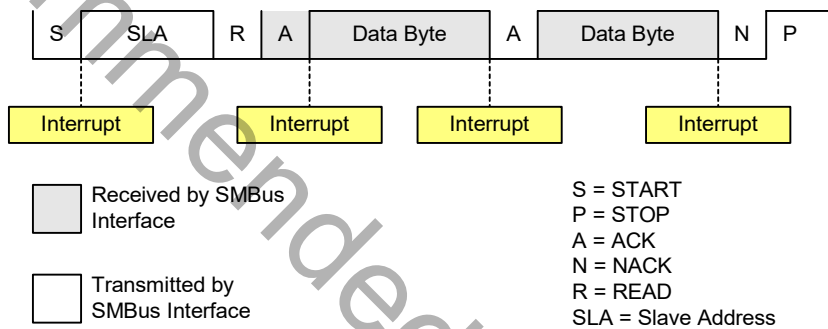 S SLA R A Data Byte A Data Byte N P
Interrupt Interrupt Interrupt Interrupt
Received by SMBus
Interface
Transmitted by
SMBus Interface
S = START
P = STOP
A = ACK
N = NACK
R = READ
SLA = Slave Address